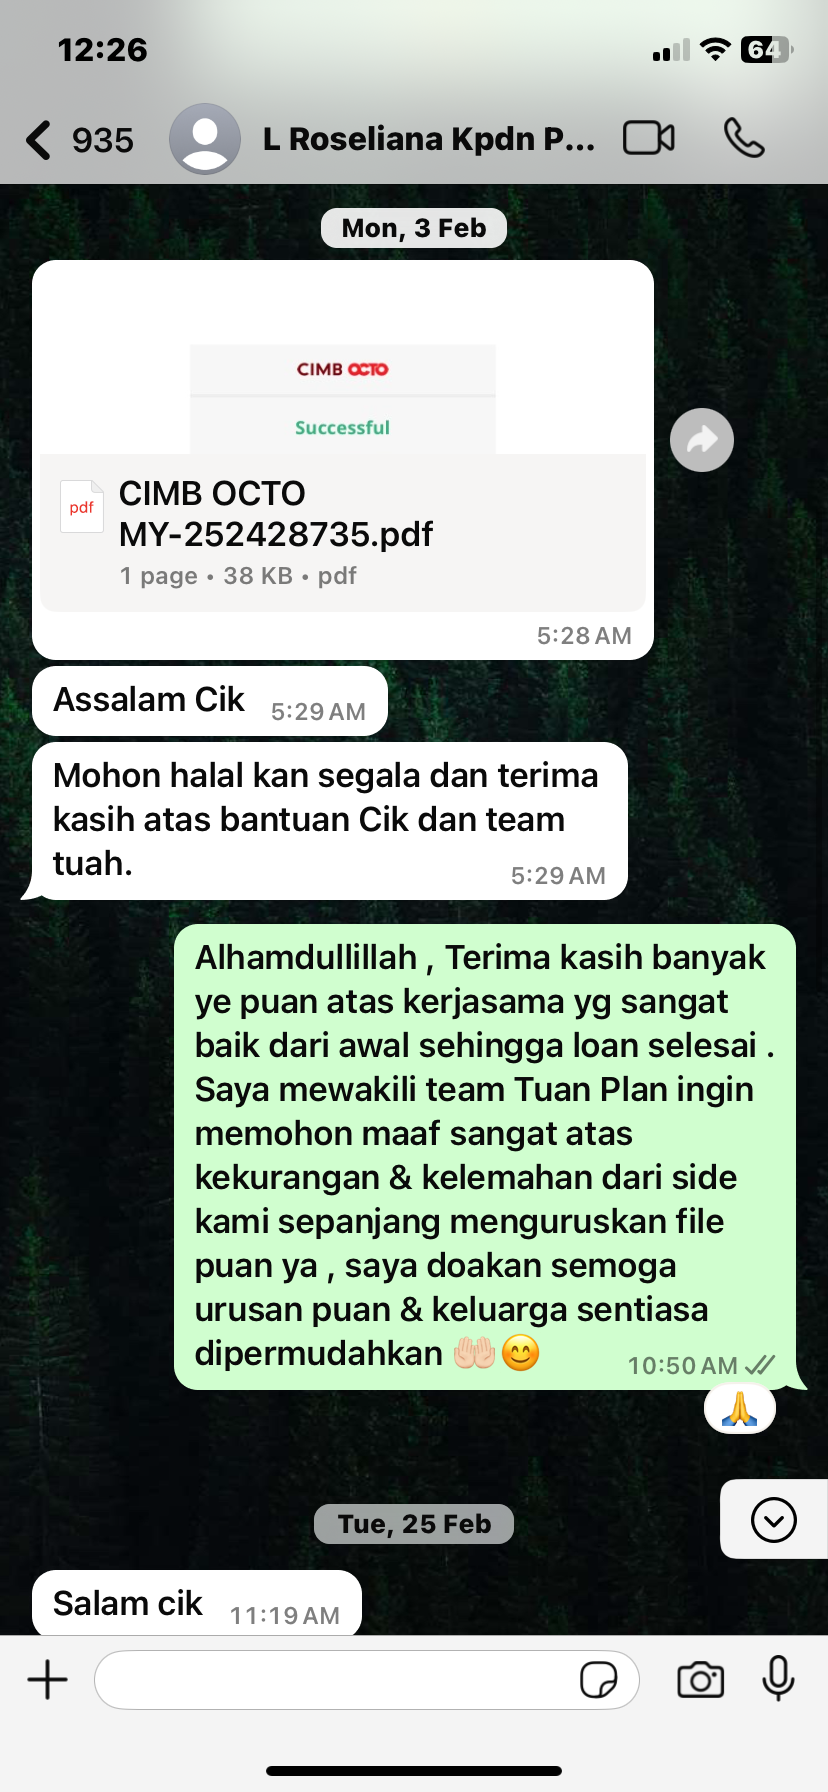 12:26
64
935
L Roseliana Kpdn P...
Mon, 3 Feb
CIMB OCTO
Successful
pdf
CIMB OCTO
MY-252428735.pdf
1 page • 38 KB • pdf
5:28 AM
Assalam Cik
5:29 AM
Mohon halal kan segala dan terima
kasih atas bantuan Cik dan team
tuah.
5:29 AM
Alhamdullillah , Terima kasih banyak
ye puan atas kerjasama yg sangat
baik dari awal sehingga loan selesai .
Saya mewakili team Tuan Plan ingin
memohon maaf sangat atas
kekurangan & kelemahan dari side
kami sepanjang menguruskan file
puan ya , saya doakan semoga
urusan puan & keluarga sentiasa
dipermudahkan 🤲🏻😊
10:50 AM
🙏
Tue, 25 Feb
Salam cik
11:19 AM